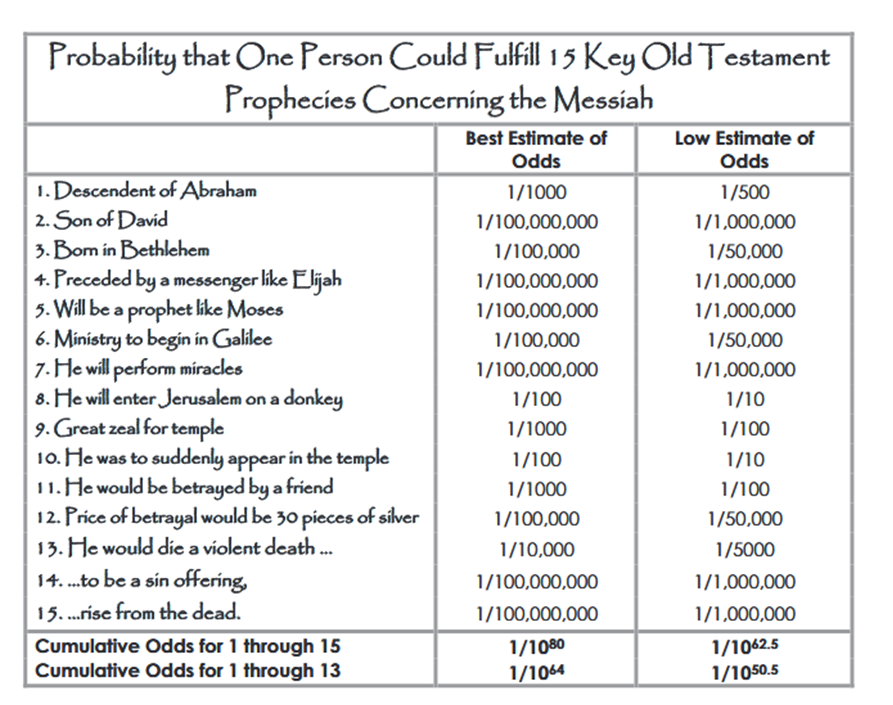 Probability that One Person Could Fulfill 15 Key Old Testament
Prophecies Concerning the Messiah
Best Estimate of Odds Low Estimate of Odds
1. Descendent of Abraham 1/1000 1/500
2. Son of David 1/100,000,000 1/1,000,000
3. Born in Bethlehem 1/100,000 1/50,000
4. Preceded by a messenger like Elijah 1/100,000,000 1/1,000,000
5. Will be a prophet like Moses 1/100,000,000 1/1,000,000
6. Ministry to begin in Galilee 1/100,000 1/50,000
7. He will perform miracles 1/100,000,000 1/1,000,000
8. He will enter Jerusalem on a donkey 1/100 1/10
9. Great zeal for temple 1/1000 1/100
10. He was to suddenly appear in the temple 1/100 1/10
11. He would be betrayed by a friend 1/1000 1/100
12. Price of betrayal would be 30 pieces of silver 1/100,000 1/50,000
13. He would die a violent death ... 1/10,000 1/5000
14. ...to be a sin offering, 1/100,000,000 1/1,000,000
15. ...rise from the dead. 1/100,000,000 1/1,000,000
Cumulative Odds for 1 through 15 1/10⁸⁰ 1/10⁶²·⁵
Cumulative Odds for 1 through 13 1/10⁶⁴ 1/10⁵⁰·⁵